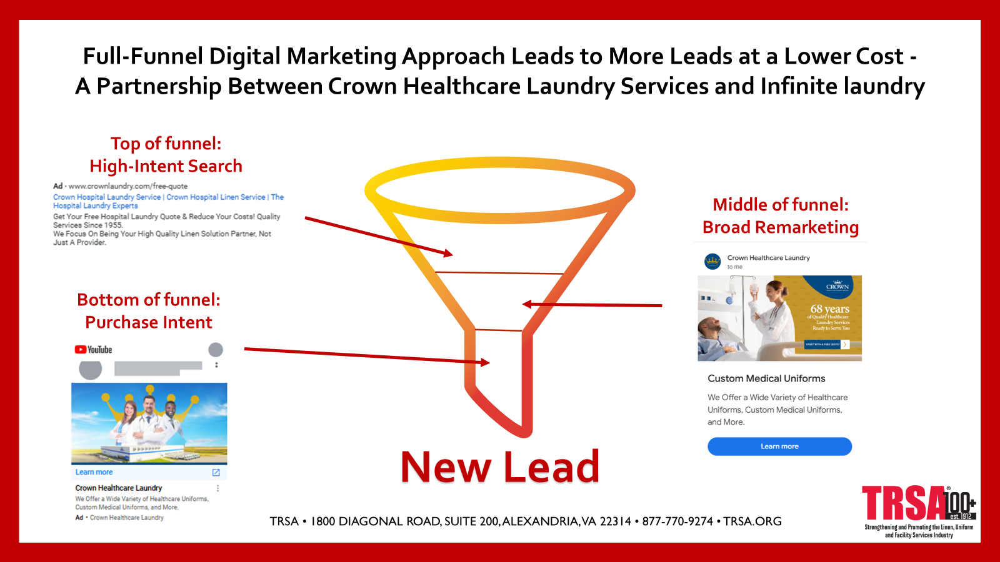 Full-Funnel Digital Marketing Approach Leads to More Leads at a Lower Cost -
A Partnership Between Crown Healthcare Laundry Services and Infinite laundry
Top of funnel:
High-Intent Search
Ad · www.crownlaundry.com/free-quote
Crown Hospital Laundry Service | Crown Hospital Linen Service | The
Hospital Laundry Experts
Get Your Free Hospital Laundry Quote & Reduce Your Costs! Quality
Services Since 1955.
We Focus On Being Your High Quality Linen Solution Partner, Not
Just A Provider.
Bottom of funnel:
Purchase Intent
YouTube
Learn more
Crown Healthcare Laundry
We Offer a Wide Variety of Healthcare Uniforms,
Custom Medical Uniforms, and More.
Ad • Crown Healthcare Laundry
Middle of funnel:
Broad Remarketing
Crown Healthcare Laundry
to me
CROWN
68 years
of Quality Healthcare
Laundry Services
Ready to Serve You
START WITH A FREE QUOTE!
Custom Medical Uniforms
We Offer a Wide Variety of Healthcare
Uniforms, Custom Medical Uniforms,
and More.
Learn more
New Lead
TRSA • 1800 DIAGONAL ROAD, SUITE 200, ALEXANDRIA, VA 22314 • 877-770-9274 • TRSA.ORG
TRSA® 100+
est. 1912
Strengthening and Promoting the Linen, Uniform
and Facility Services Industry